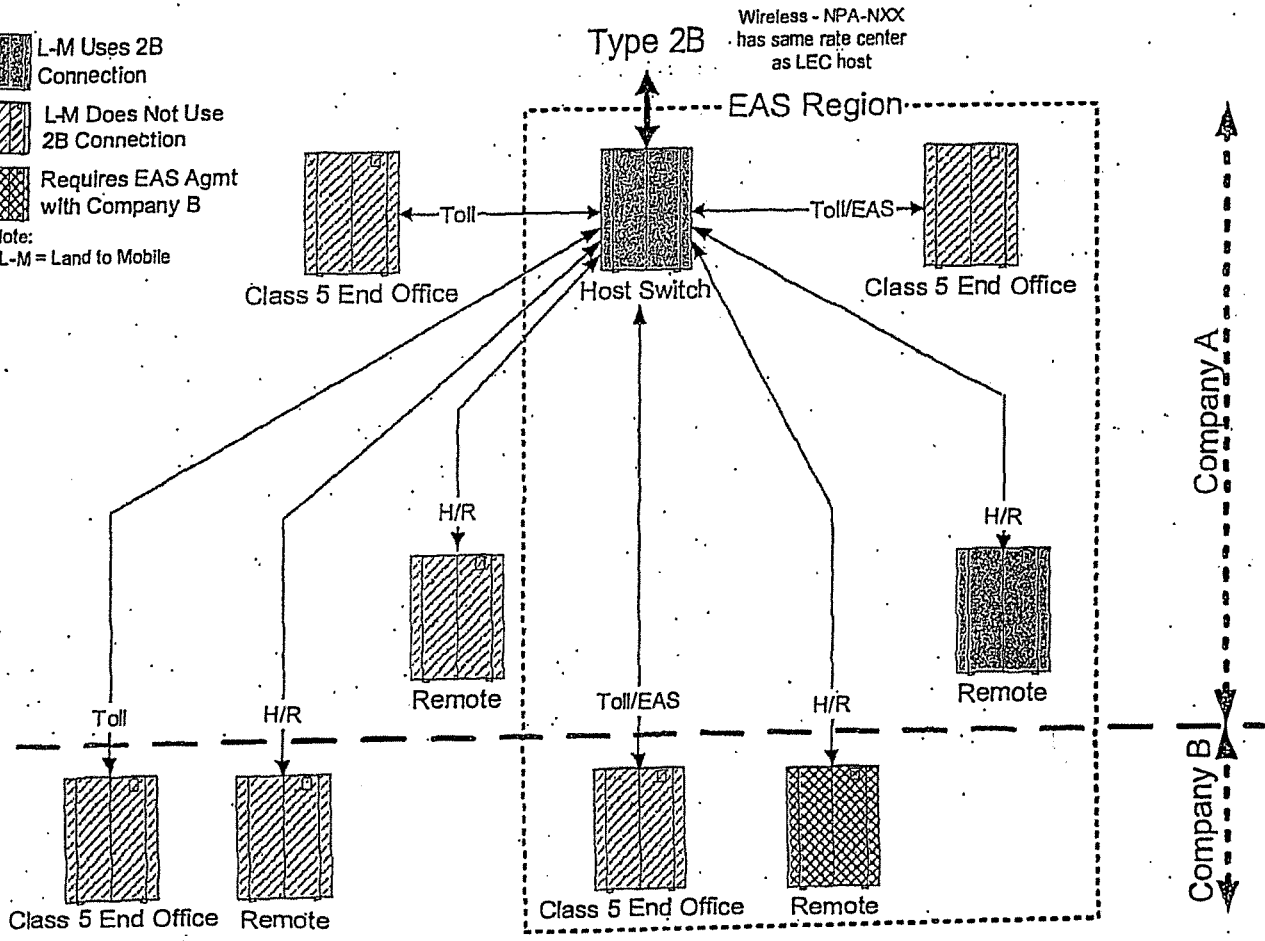 Wireless - NPA-NXX
has same rate center
as LEC host
Type 2B
L-M Uses 2B
Connection
L-M Does Not Use
2B Connection
Requires EAS Agmt
with Company B
Note:
L-M = Land to Mobile
EAS Region
Toll
Toll/EAS
Class 5 End Office
Host Switch
Class 5 End Office
Company A
H/R
H/R
Remote
Remote
Toll
H/R
Toll/EAS
H/R
Company B
Class 5 End Office
Remote
Class 5 End Office
Remote